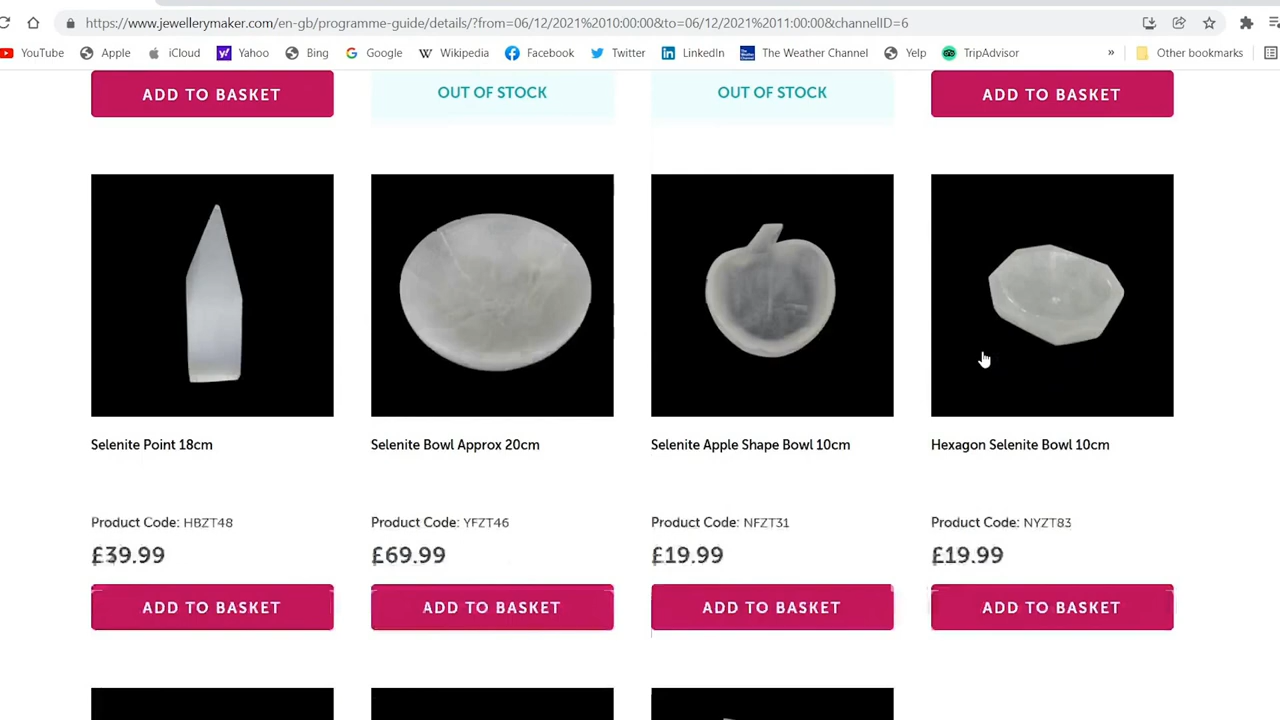 https://www.jewellerymaker.com/en-gb/programme-guide/details/?from=06/12/2021%2010:00:00&to=06/12/2021%2011:00:00&channelID=6
YouTube Apple iCloud Yahoo Bing Google Wikipedia Facebook Twitter LinkedIn The Weather Channel Yelp TripAdvisor » Other bookmarks
ADD TO BASKET OUT OF STOCK OUT OF STOCK ADD TO BASKET
Selenite Point 18cm Selenite Bowl Approx 20cm Selenite Apple Shape Bowl 10cm Hexagon Selenite Bowl 10cm
Product Code: HBZT48 Product Code: YFZT46 Product Code: NFZT31 Product Code: NYZT83
£39.99 £69.99 £19.99 £19.99
ADD TO BASKET ADD TO BASKET ADD TO BASKET ADD TO BASKET